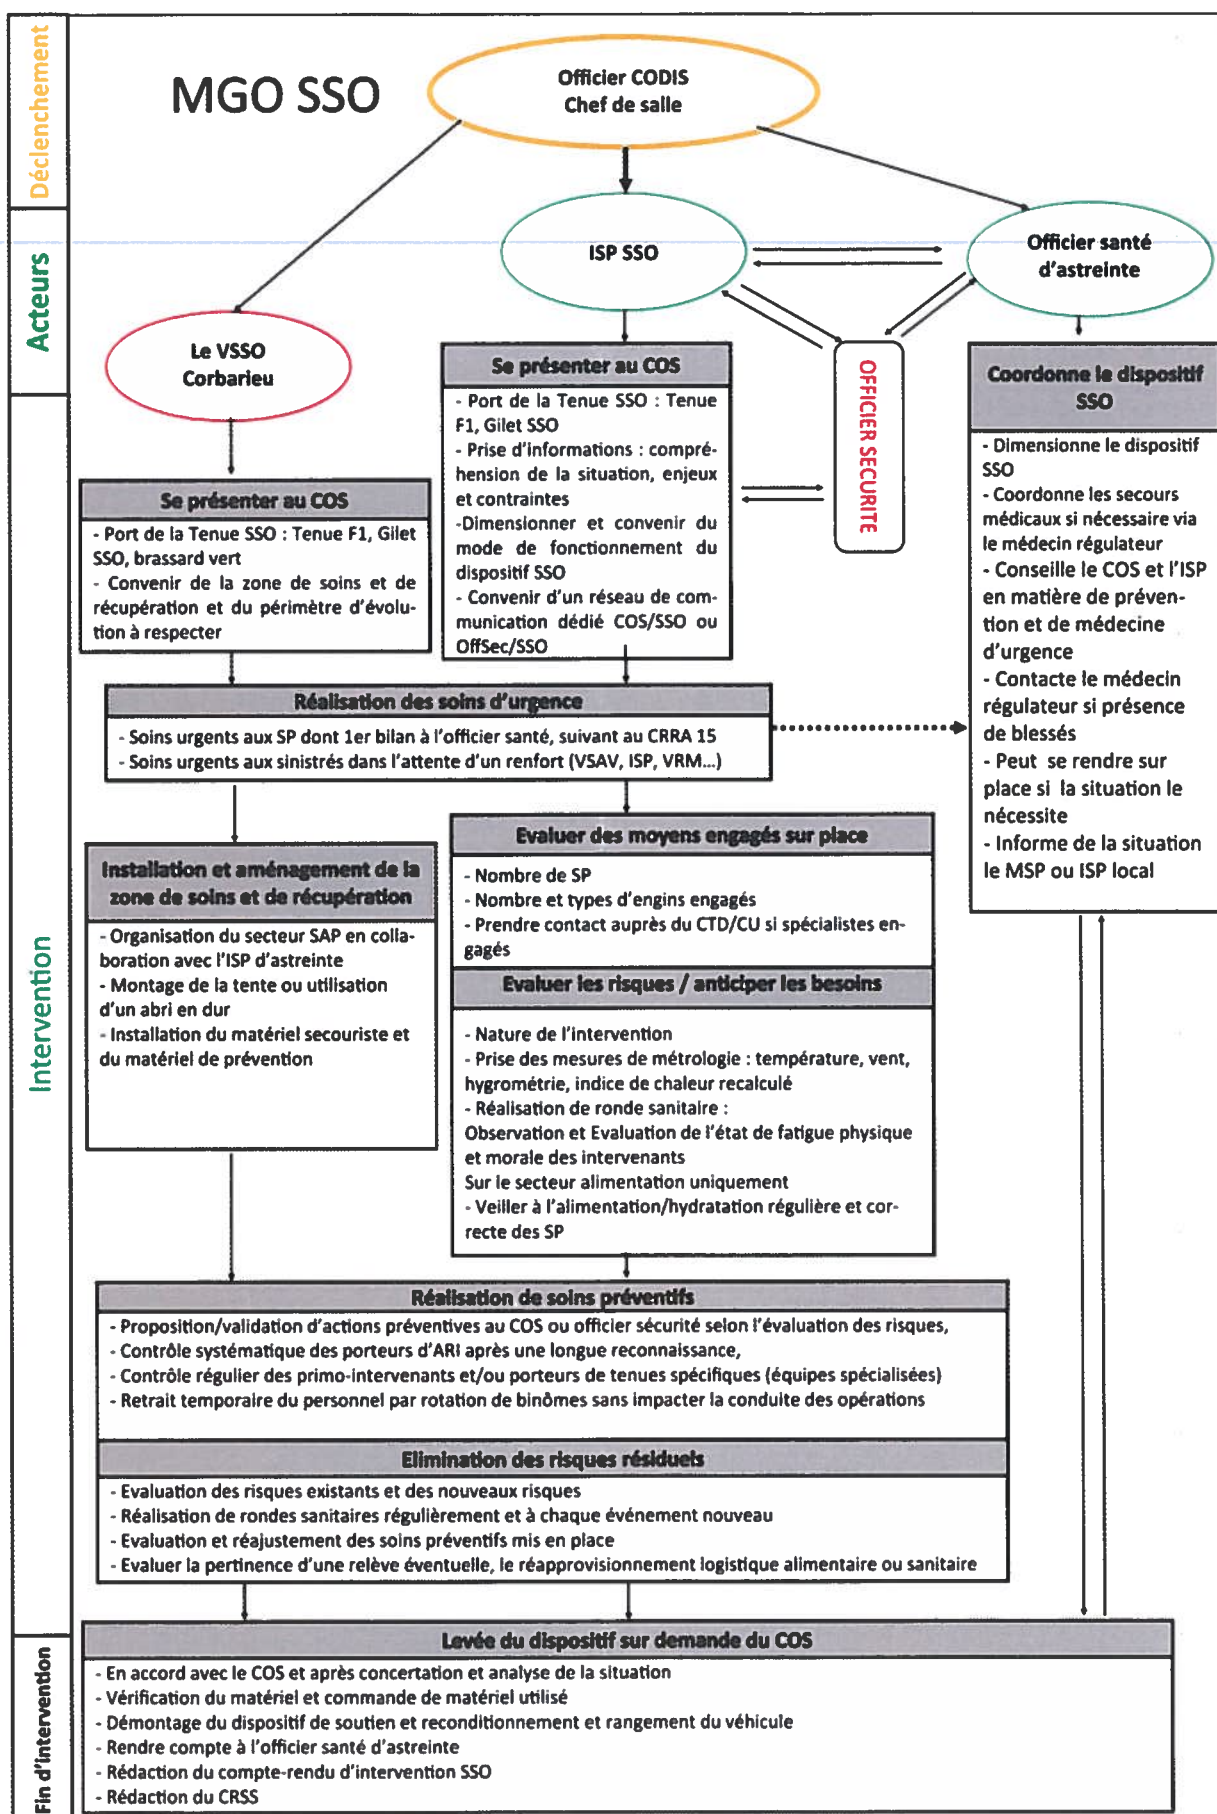 Déclenchement
MGO SSO
Officier CODIS
Chef de salle
Acteurs
ISP SSO
Officier santé
d'astreinte
Le VSSO
Corbarieu
OFFICIER SECURITE
Intervention
Se présenter au COS
- Port de la Tenue SSO : Tenue F1, Gilet
SSO, brassard vert
- Convenir de la zone de soins et de
récupération et du périmètre d'évolu-
tion à respecter
Se présenter au COS
- Port de la Tenue SSO : Tenue
F1, Gilet SSO
- Prise d'informations : compré-
hension de la situation, enjeux
et contraintes
-Dimensionner et convenir du
mode de fonctionnement du
dispositif SSO
- Convenir d'un réseau de com-
munication dédié COS/SSO ou
OffSec/SSO
Coordonne le dispositif
SSO
- Dimensionne le dispositif
SSO
- Coordonne les secours
médicaux si nécessaire via
le médecin régulateur
- Conseille le COS et l'ISP
en matière de préven-
tion et de médecine
d'urgence
- Contacte le médecin
régulateur si présence
de blessés
- Peut se rendre sur
place si la situation le
nécessite
- Informe de la situation
le MSP ou ISP local
Réalisation des soins d'urgence
- Soins urgents aux SP dont 1er bilan à l'officier santé, suivant au CRRA 15
- Soins urgents aux sinistrés dans l'attente d'un renfort (VSAV, ISP, VRM...)
Installation et aménagement de la
zone de soins et de récupération
- Organisation du secteur SAP en colla-
boration avec l'ISP d'astreinte
- Montage de la tente ou utilisation
d'un abri en dur
- Installation du matériel secouriste et
du matériel de prévention
Evaluer des moyens engagés sur place
- Nombre de SP
- Nombre et types d'engins engagés
- Prendre contact auprès du CTD/CU si spécialistes en-
gagés
Evaluer les risques / anticiper les besoins
- Nature de l'intervention
- Prise des mesures de métrologie : température, vent,
hygrométrie, indice de chaleur recalculé
- Réalisation de ronde sanitaire :
Observation et Evaluation de l'état de fatigue physique
et morale des intervenants
Sur le secteur alimentation uniquement
- Veiller à l'alimentation/hydratation régulière et cor-
recte des SP
Réalisation de soins préventifs
- Proposition/validation d'actions préventives au COS ou officier sécurité selon l'évaluation des risques,
- Contrôle systématique des porteurs d'ARI après une longue reconnaissance,
- Contrôle régulier des primo-intervenants et/ou porteurs de tenues spécifiques (équipes spécialisées)
- Retrait temporaire du personnel par rotation de binômes sans impacter la conduite des opérations
Elimination des risques résiduels
- Evaluation des risques existants et des nouveaux risques
- Réalisation de rondes sanitaires régulièrement et à chaque événement nouveau
- Evaluation et réajustement des soins préventifs mis en place
- Evaluer la pertinence d'une relève éventuelle, le réapprovisionnement logistique alimentaire ou sanitaire
Fin d'intervention
Levée du dispositif sur demande du COS
- En accord avec le COS et après concertation et analyse de la situation
- Vérification du matériel et commande de matériel utilisé
- Démontage du dispositif de soutien et reconditionnement et rangement du véhicule
- Rendre compte à l'officier santé d'astreinte
- Rédaction du compte-rendu d'intervention SSO
- Rédaction du CRSS